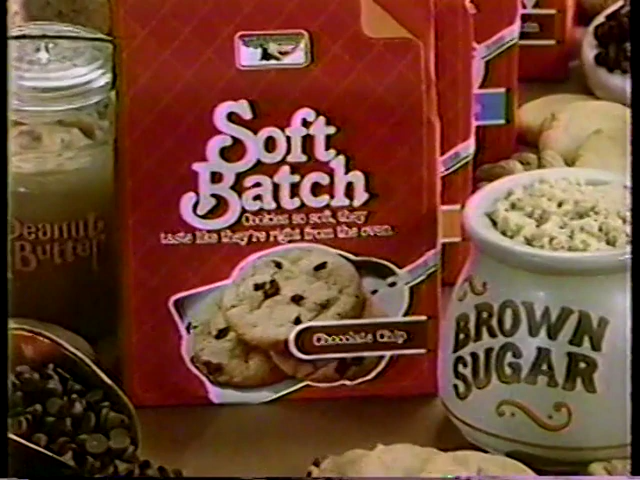 Peanut
Butter
Soft
Batch
Cookies so soft, they
taste like they're right from the oven.
Chocolate Chip
BROWN
SUGAR